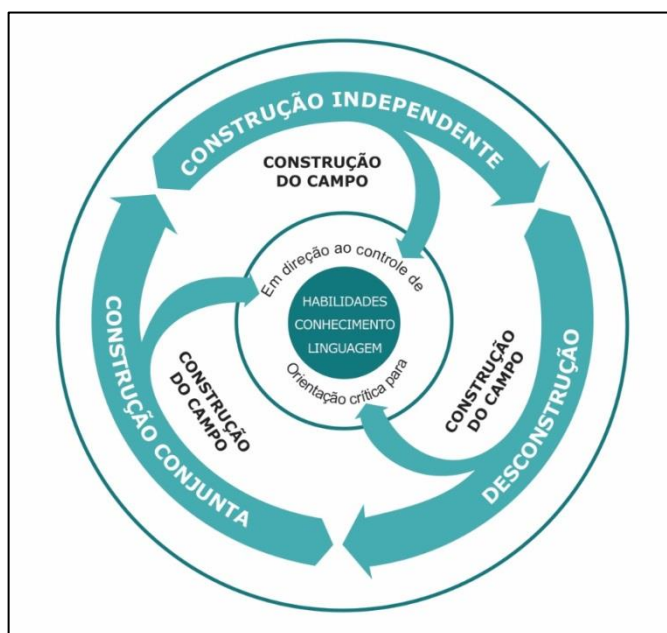 CONSTRUÇÃO INDEPENDENTE
CONSTRUÇÃO
DO CAMPO
Em direção ao controle de
HABILIDADES
CONHECIMENTO
LINGUAGEM
Orientação crítica para
CONSTRUÇÃO
DO CAMPO
CONSTRUÇÃO
DO CAMPO
DESCONSTRUÇÃO
CONSTRUÇÃO CONJUNTA